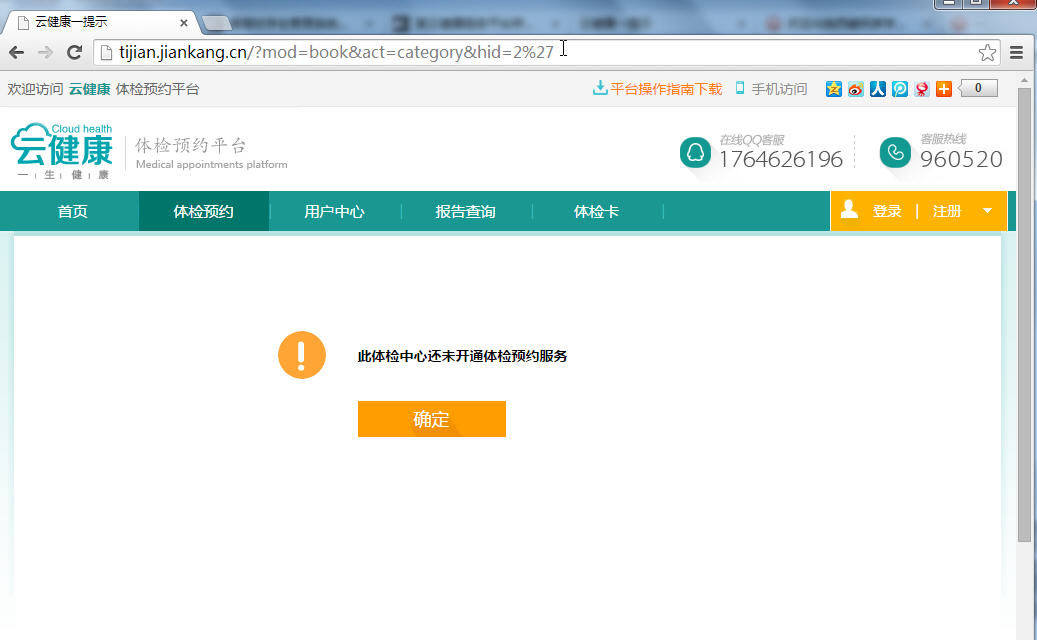 云健康一提示
tijian.jiankang.cn/?mod=book&act=category&hid=2%27
欢迎访问 云健康 体检预约平台
平台操作指南下载
手机访问
0
Cloud health
云健康
一 生 健 康
体检预约平台
Medical appointments platform
在线QQ客服
1764626196
客服热线
960520
首页
体检预约
用户中心
报告查询
体检卡
登录 | 注册
此体检中心还未开通体检预约服务
确定